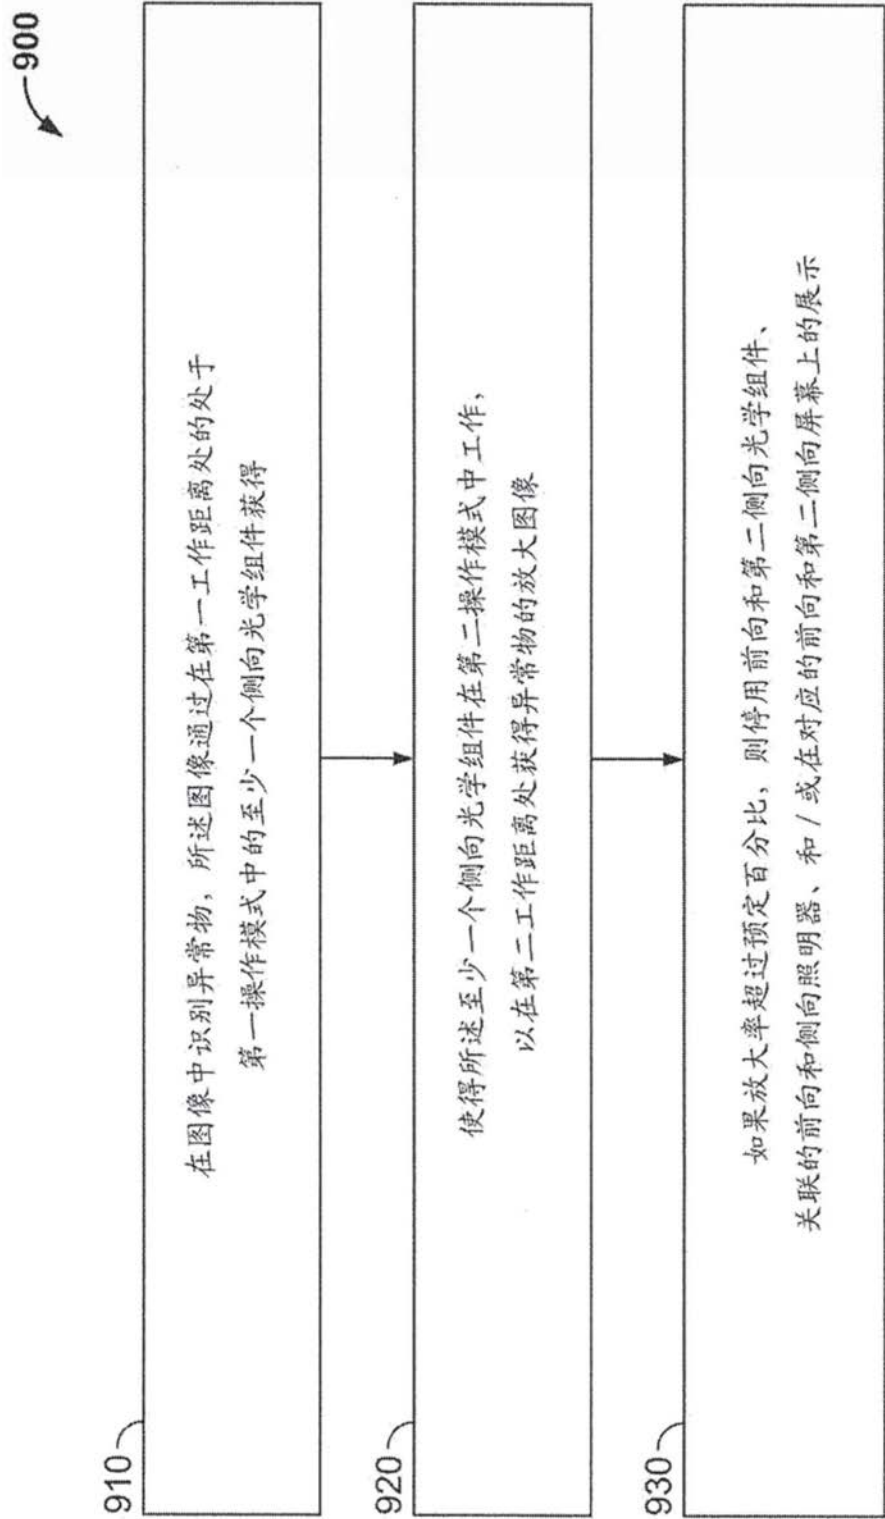 900
910
在图像中识别异常物，所述图像通过在第一工作距离处的处于
第一操作模式中的至少一个侧向光学组件获得
920
使得所述至少一个侧向光学组件在第二操作模式中工作，
以在第二工作距离处获得异常物的放大图像
930
如果放大率超过预定百分比，则停用前向和第二侧向光学组件、
关联的前向和侧向照明器、和/或在对应的前向和第二侧向屏幕上的展示